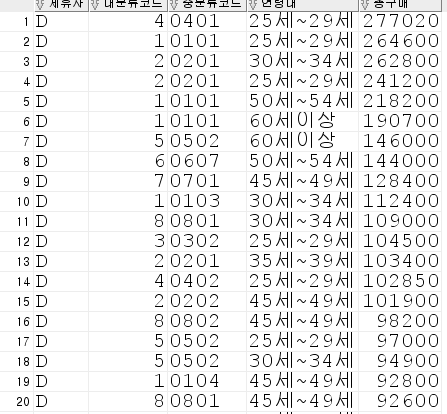 제휴사 대분류코드 중분류코드 연령대 총구매
1 D 4 0401 25세~29세 277020
2 D 1 0101 25세~29세 264600
3 D 2 0201 30세~34세 262800
4 D 2 0201 25세~29세 241200
5 D 1 0101 50세~54세 218200
6 D 1 0101 60세이상 190700
7 D 5 0502 60세이상 146000
8 D 6 0607 50세~54세 144000
9 D 7 0701 45세~49세 128400
10 D 1 0103 30세~34세 112400
11 D 8 0801 30세~34세 109000
12 D 3 0302 25세~29세 104500
13 D 2 0201 35세~39세 103400
14 D 4 0402 25세~29세 102850
15 D 2 0202 45세~49세 101900
16 D 8 0802 45세~49세 98200
17 D 5 0502 25세~29세 97000
18 D 5 0502 30세~34세 94900
19 D 1 0104 45세~49세 92800
20 D 8 0801 45세~49세 92600